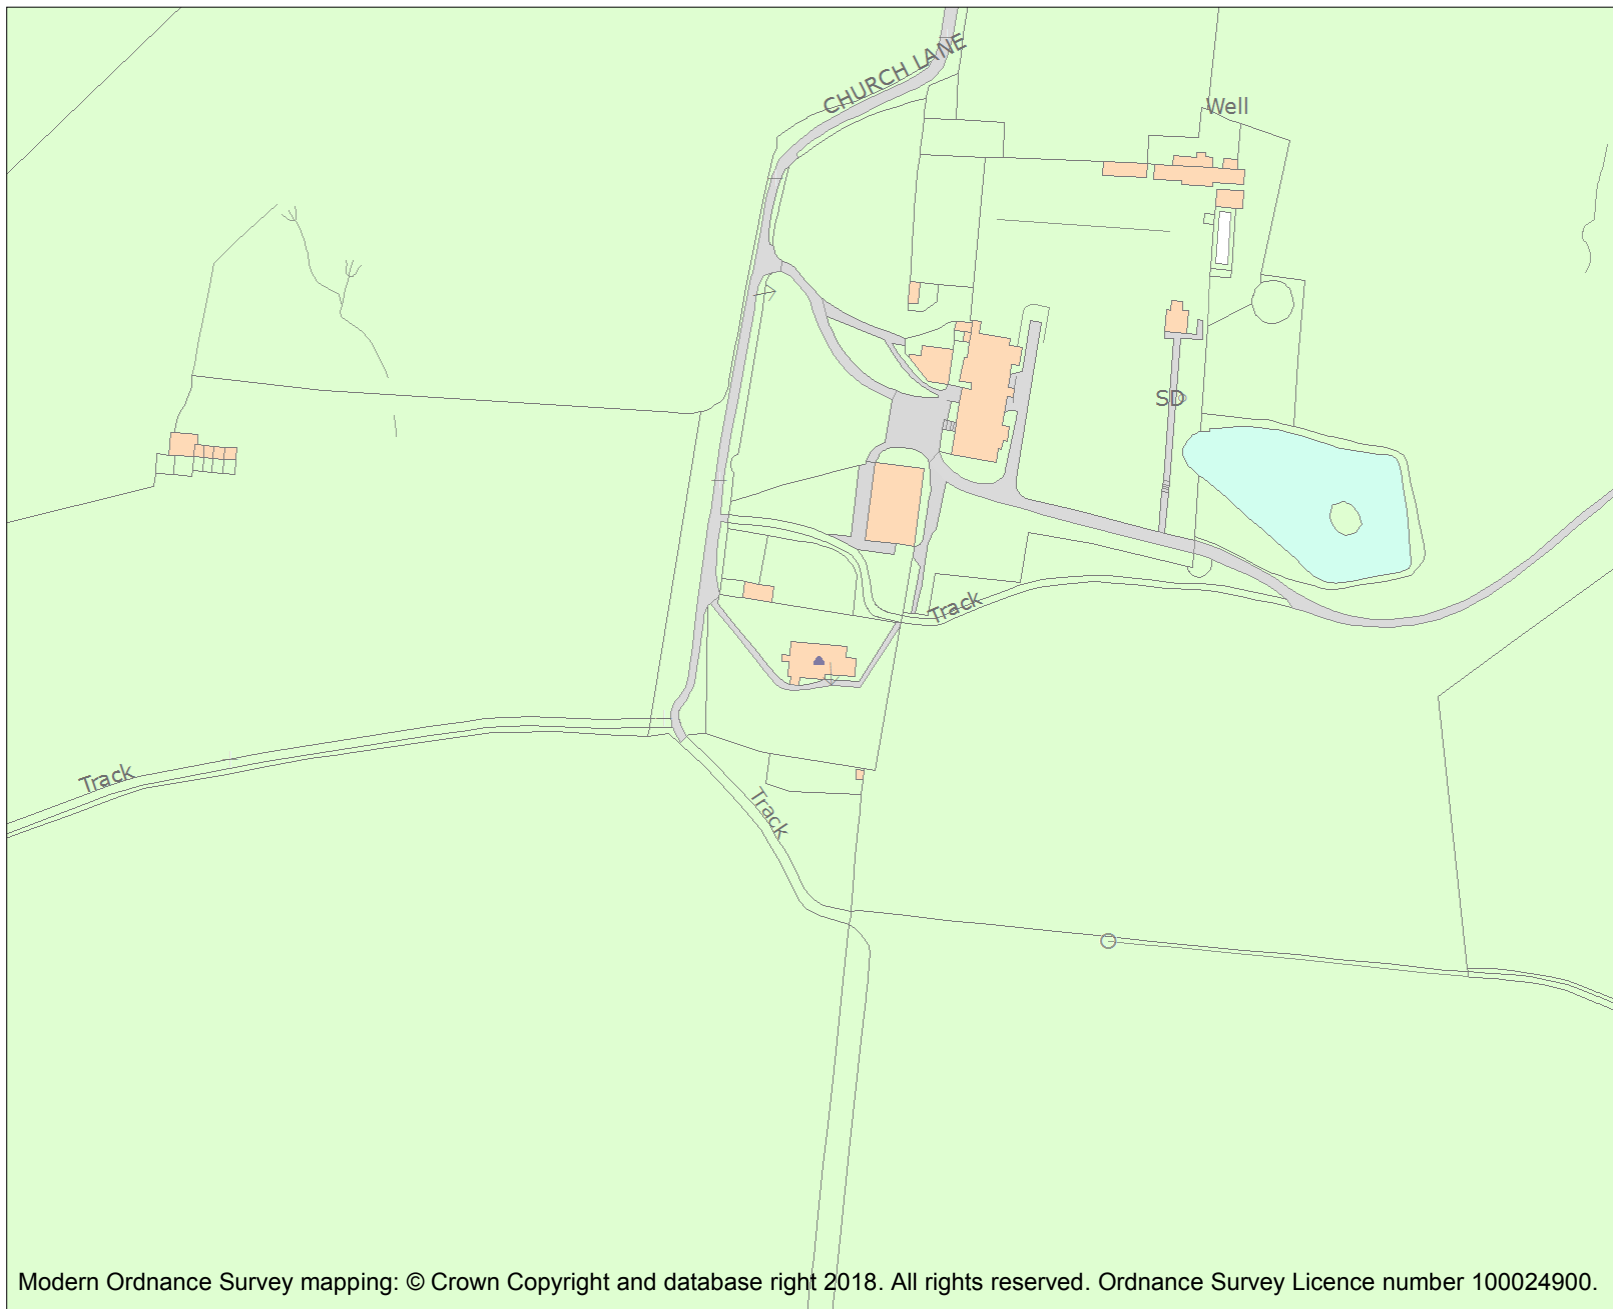 CHURCH LANE
Well
SD
Track
Track
Track
Modern Ordnance Survey mapping: © Crown Copyright and database right 2018. All rights reserved. Ordnance Survey Licence number 100024900.